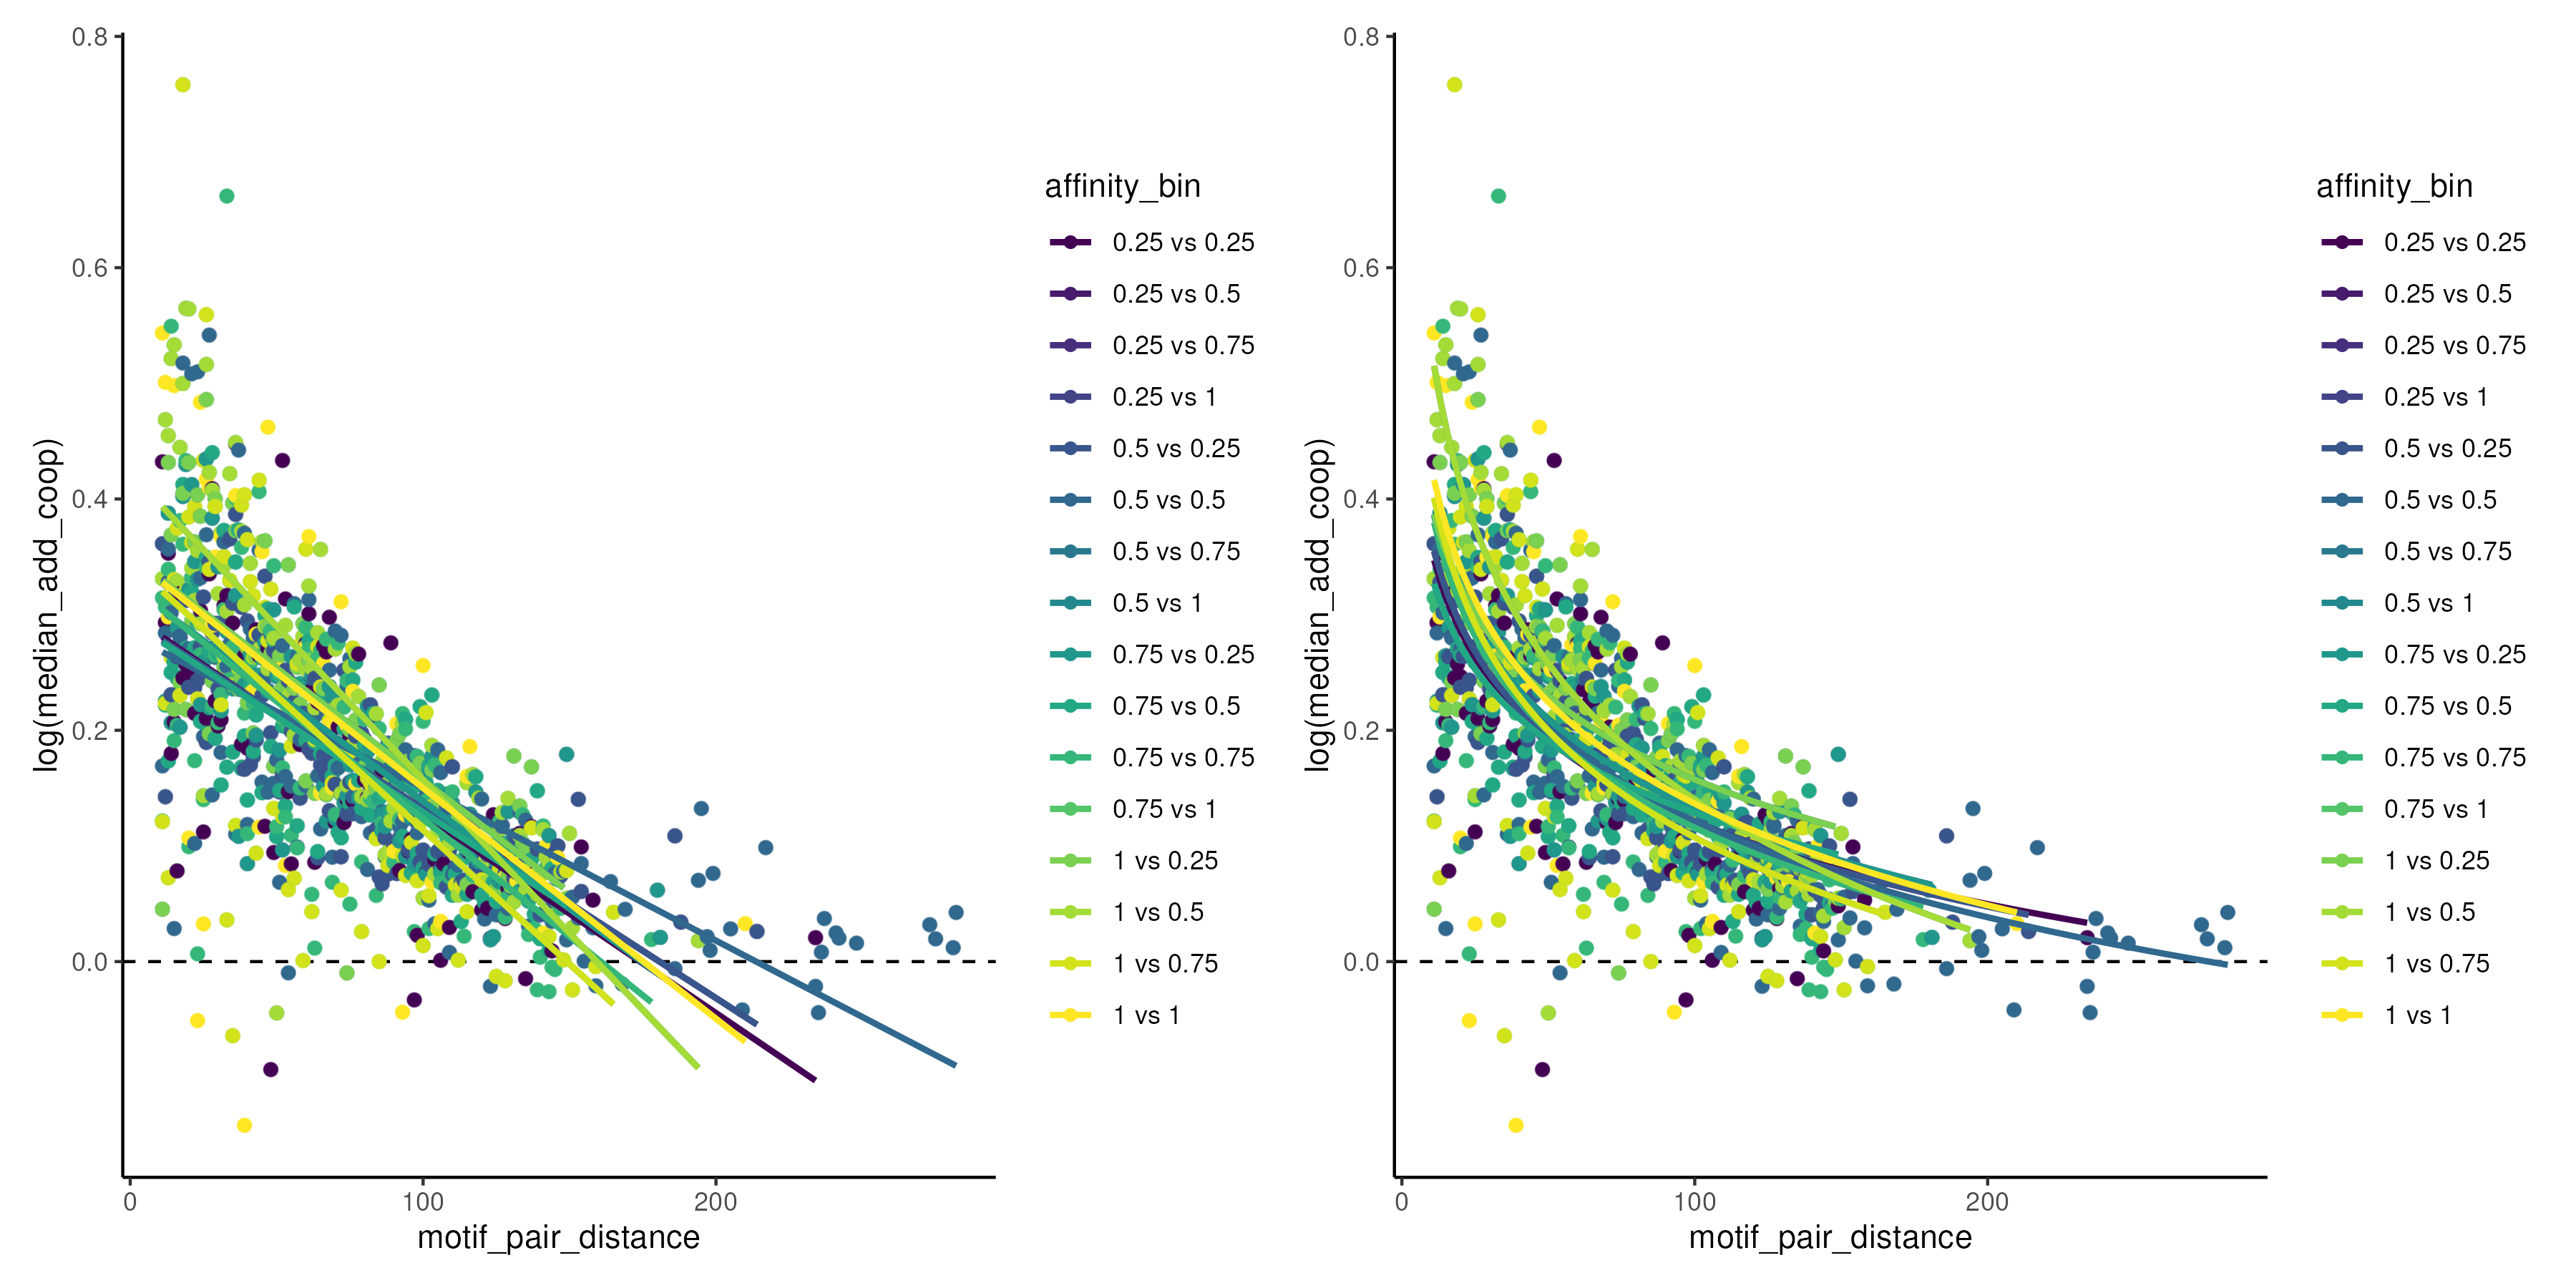 0.8
0.6
0.4
0.2
0.0
log(median_add_coop)
0
100
200
motif_pair_distance
affinity_bin
0.25 vs 0.25
0.25 vs 0.5
0.25 vs 0.75
0.25 vs 1
0.5 vs 0.25
0.5 vs 0.5
0.5 vs 0.75
0.5 vs 1
0.75 vs 0.25
0.75 vs 0.5
0.75 vs 0.75
0.75 vs 1
1 vs 0.25
1 vs 0.5
1 vs 0.75
1 vs 1
0.8
0.6
0.4
0.2
0.0
log(median_add_coop)
0
100
200
motif_pair_distance
affinity_bin
0.25 vs 0.25
0.25 vs 0.5
0.25 vs 0.75
0.25 vs 1
0.5 vs 0.25
0.5 vs 0.5
0.5 vs 0.75
0.5 vs 1
0.75 vs 0.25
0.75 vs 0.5
0.75 vs 0.75
0.75 vs 1
1 vs 0.25
1 vs 0.5
1 vs 0.75
1 vs 1